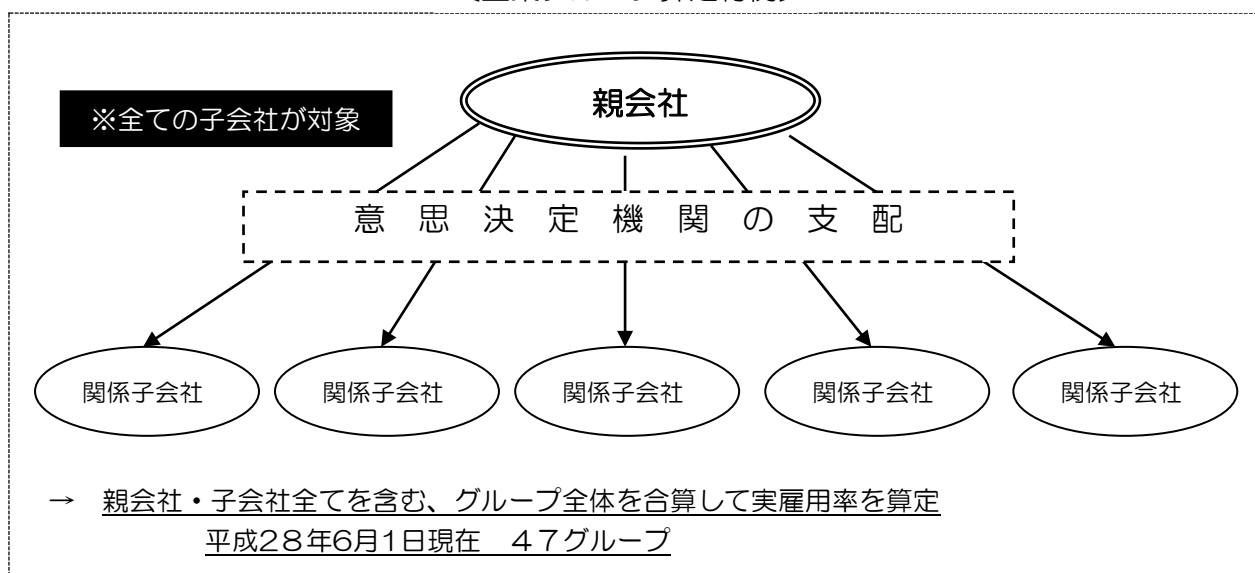 親会社
※全ての子会社が対象
意思決定機関の支配
関係子会社
関係子会社
関係子会社
関係子会社
関係子会社
→ 親会社・子会社全てを含む、グループ全体を合算して実雇用率を算定
平成28年6月1日現在 47グループ